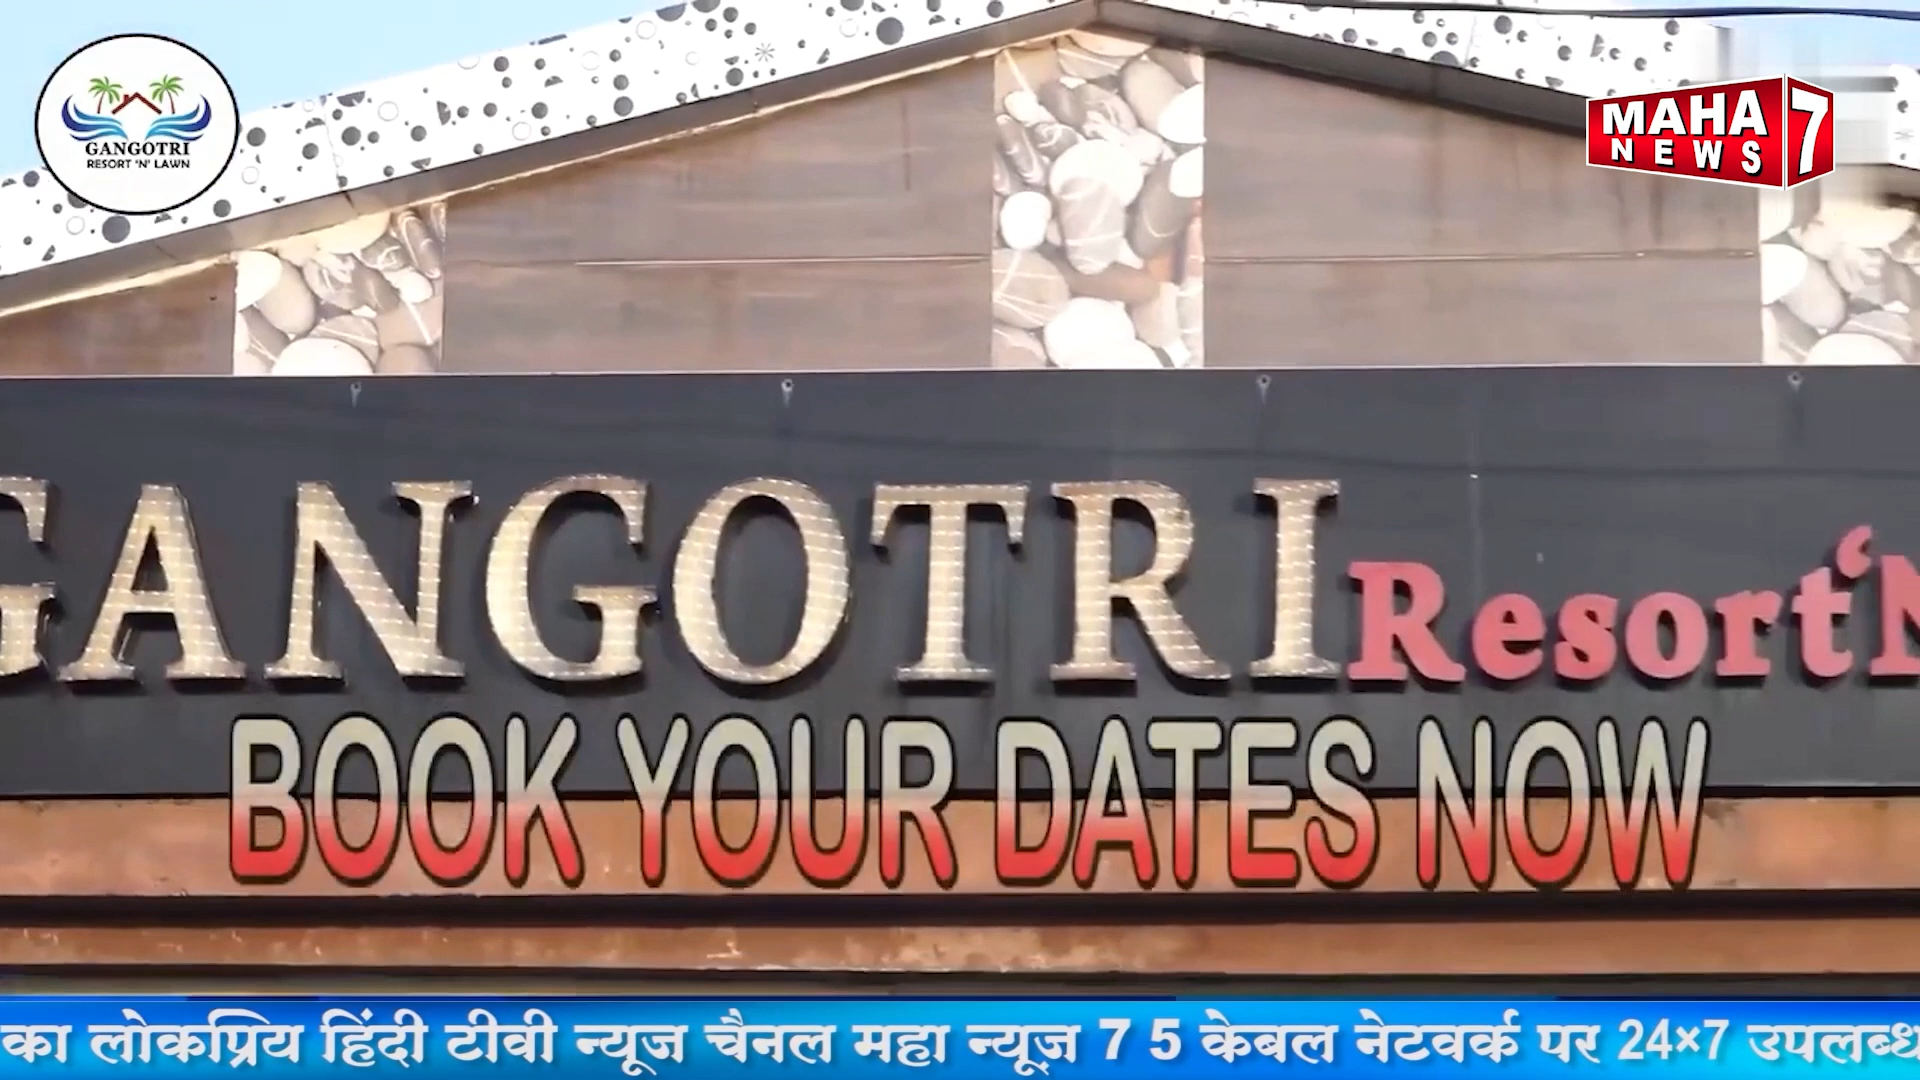 GANGOTRI
RESORT 'N' LAWN
MAHA
NEWS
7
GANGOTRI Resort 'N
BOOK YOUR DATES NOW
का लोकप्रिय हिंदी टीवी न्यूज चैनल महा न्यूज़ 7 5 केबल नेटवर्क पर 24×7 उपलब्ध